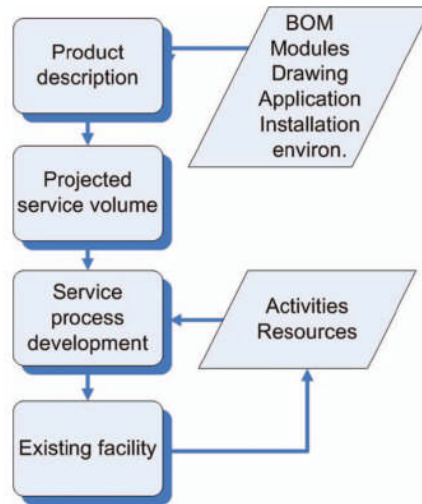 Product
description
BOM
Modules
Drawing
Application
Installation
environ.
Projected
service volume
Service
process
development
Activities
Resources
Existing facility